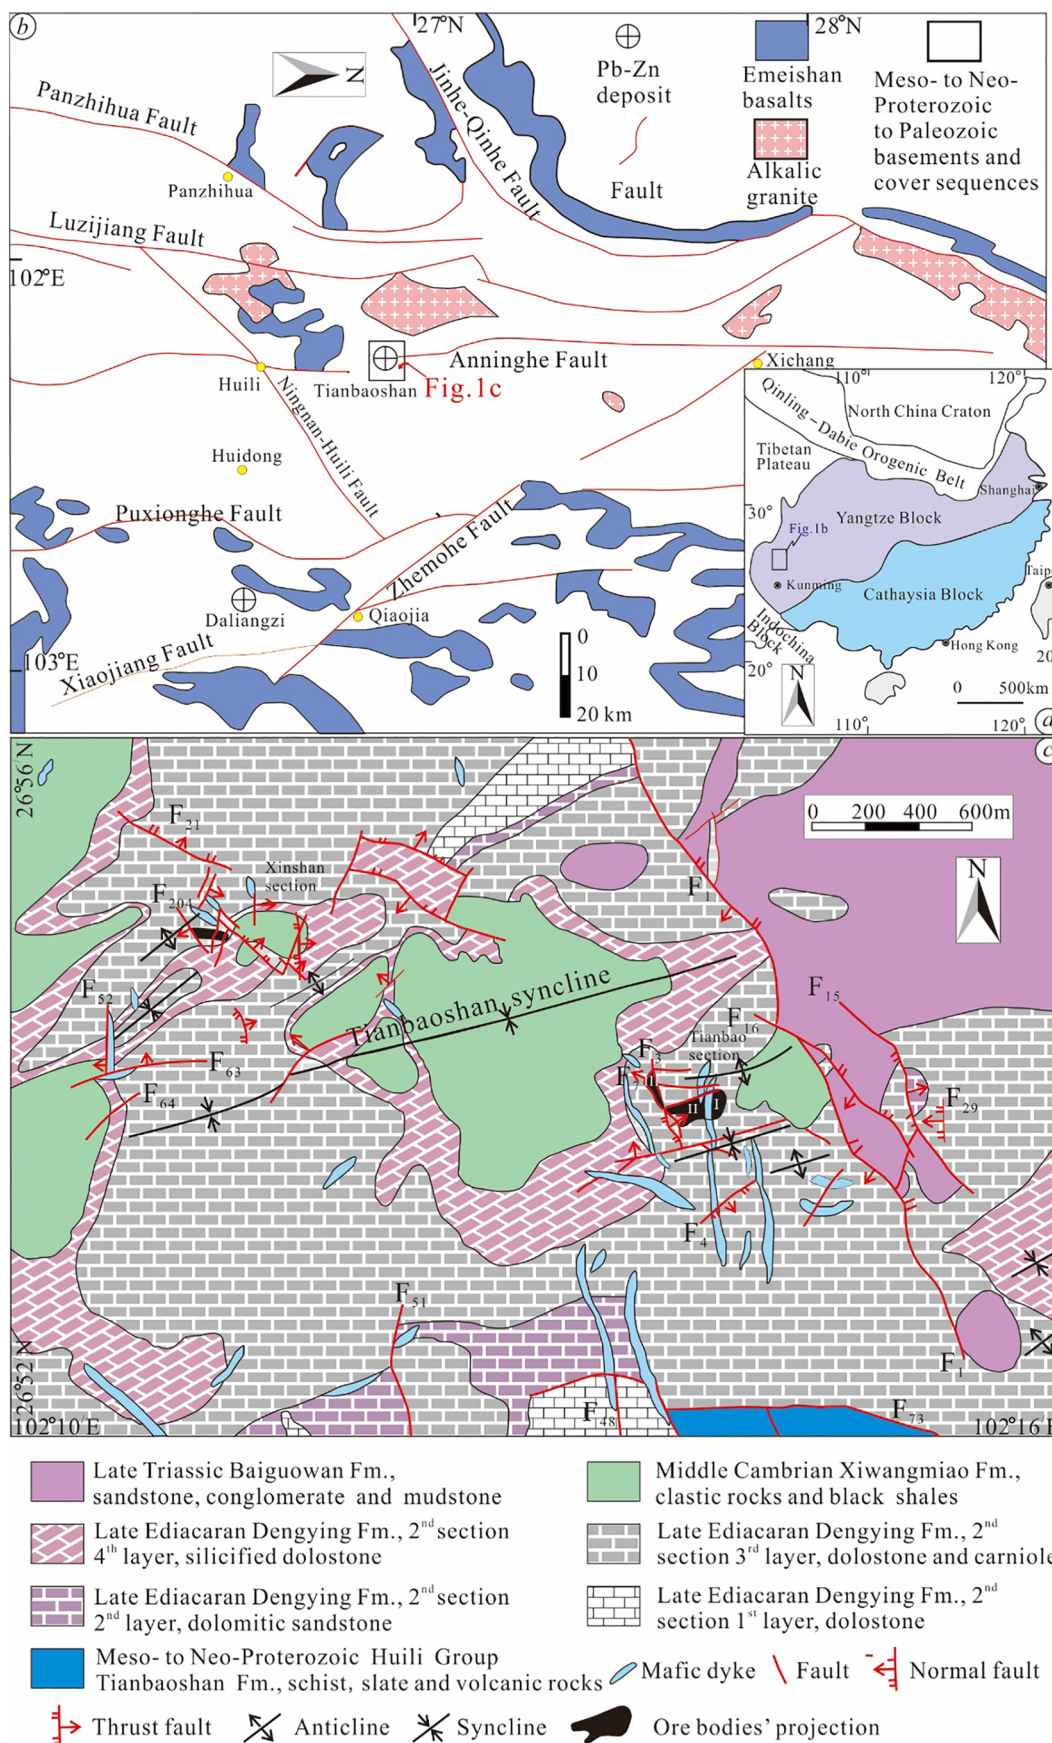 b
27°N
28°N
N
Pb-Zn
deposit
Fault
Emeishan
basalts
Alkalic
granite
Meso- to Neo-
Proterozoic
to Paleozoic
basements and
cover sequences
Panzhihua Fault
Jinhe-Qinhe Fault
Panzhihua
Luzijiang Fault
102°E
Anninghe Fault
Xichang
Huili
Tianbaoshan
Fig.1c
Ningnan-Huili Fault
Huidong
Puxionghe Fault
Zhemohe Fault
Daliangzi
Qiaojia
103°E
Xiaojiang Fault
0
10
20 km
110°
120°
North China Craton
Qinling-Dabie Orogenic Belt
Tibetan
Plateau
Shanghai
30°
Yangtze Block
Fig.1b
Kunming
Cathaysia Block
Indochina
Block
Hong Kong
20°
20
N
0 500km
110°
120°
26°56′N
c
0 200 400 600m
N
F21
Xinshan
section
F204
F1
F52
Tianbaoshan syncline
F15
F16
Tianbao
section
F3
F63
F64
I
II
F29
F4
F51
F1
26°52′N
F48
F73
102°10′E
Late Triassic Baiguowan Fm.,
sandstone, conglomerate and mudstone
Middle Cambrian Xiwangmiao Fm.,
clastic rocks and black shales
Late Ediacaran Dengying Fm., 2nd section
4th layer, silicified dolostone
Late Ediacaran Dengying Fm., 2nd
section 3rd layer, dolostone and carniole
Late Ediacaran Dengying Fm., 2nd section
2nd layer, dolomitic sandstone
Late Ediacaran Dengying Fm., 2nd
section 1st layer, dolostone
Meso- to Neo-Proterozoic Huili Group
Tianbaoshan Fm., schist, slate and volcanic rocks
Mafic dyke
Fault
Normal fault
Thrust fault
Anticline
Syncline
Ore bodies' projection